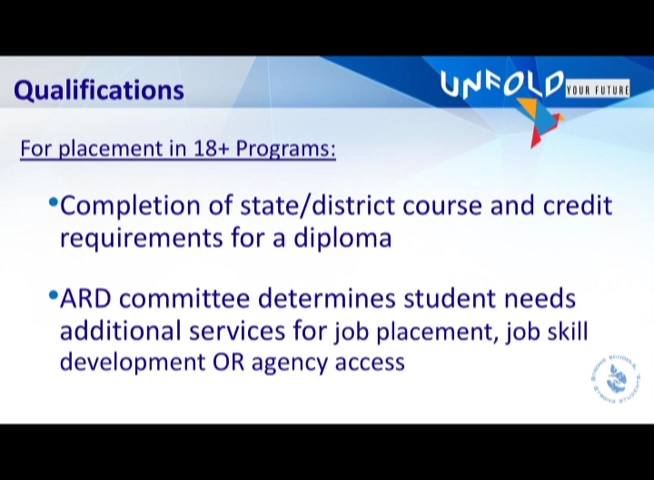 UNFOLD YOUR FUTURE
Qualifications
For placement in 18+ Programs:
•Completion of state/district course and credit
requirements for a diploma
•ARD committee determines student needs
additional services for job placement, job skill
development OR agency access